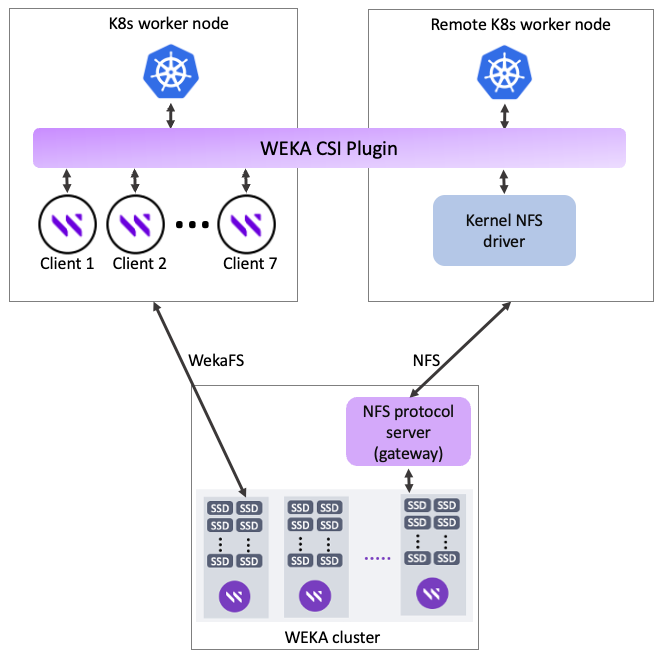 K8s worker node
Remote K8s worker node
WEKA CSI Plugin
Client 1
Client 2
Client 7
Kernel NFS
driver
WekaFS
NFS
NFS protocol
server
(gateway)
SSD SSD
SSD SSD
SSD SSD
SSD SSD
SSD SSD
SSD SSD
SSD SSD
SSD SSD
SSD SSD
WEKA cluster